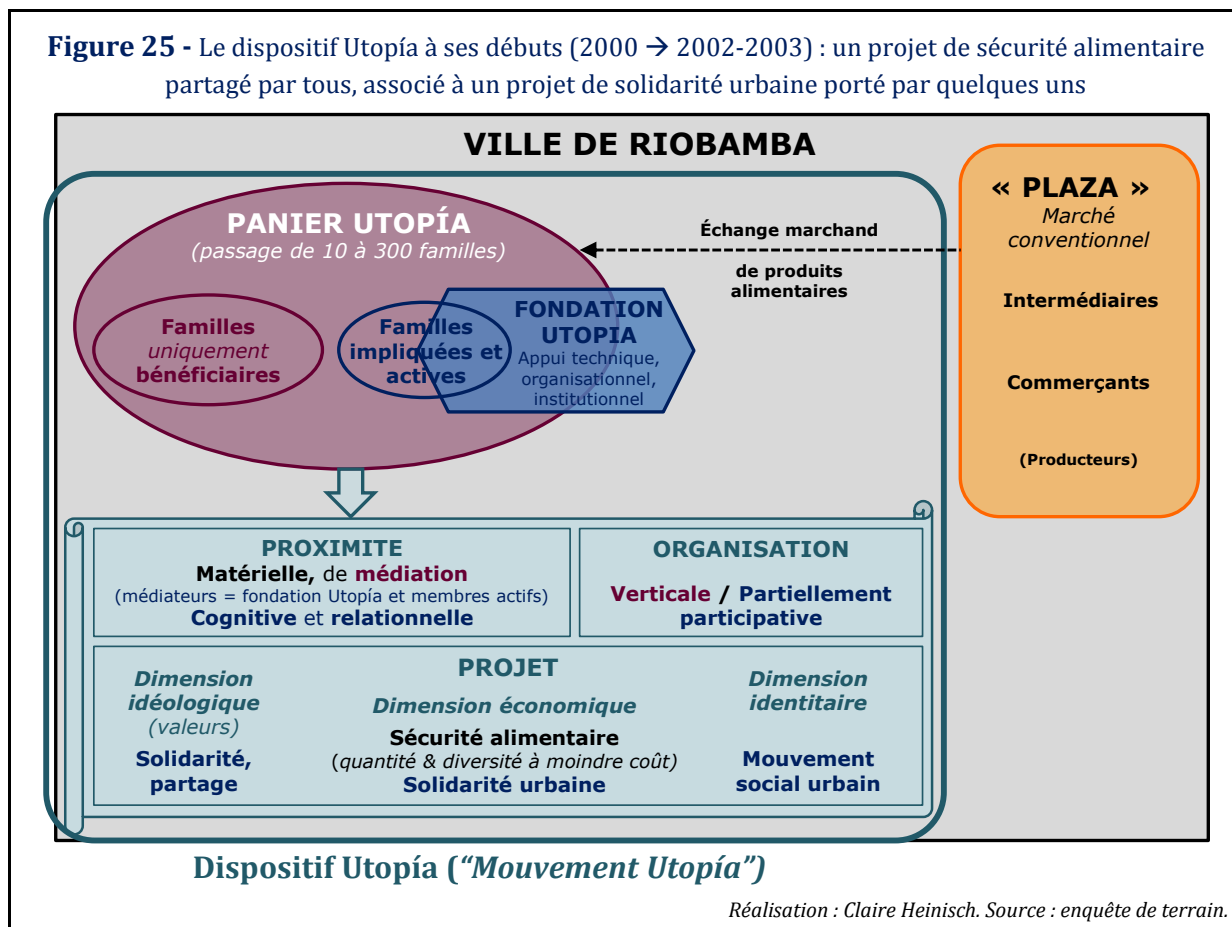 Figure 25 - Le dispositif Utopía à ses débuts (2000 → 2002-2003) : un projet de sécurité alimentaire
partagé par tous, associé à un projet de solidarité urbaine porté par quelques uns
VILLE DE RIOBAMBA
PANIER UTOPÍA
(passage de 10 à 300 familles)
Familles
uniquement
bénéficiaires
Familles
impliquées et
actives
FONDATION
UTOPIA
Appui technique,
organisationnel,
institutionnel
Échange marchand
de produits
alimentaires
« PLAZA »
Marché
conventionnel
Intermédiaires
Commerçants
(Producteurs)
PROXIMITE
Matérielle, de médiation
(médiateurs = fondation Utopía et membres actifs)
Cognitive et relationnelle
ORGANISATION
Verticale / Partiellement
participative
PROJET
Dimension
idéologique
(valeurs)
Solidarité,
partage
Dimension économique
Sécurité alimentaire
(quantité & diversité à moindre coût)
Solidarité urbaine
Dimension
identitaire
Mouvement
social urbain
Dispositif Utopía (“Mouvement Utopía”)
Réalisation : Claire Heinisch. Source : enquête de terrain.